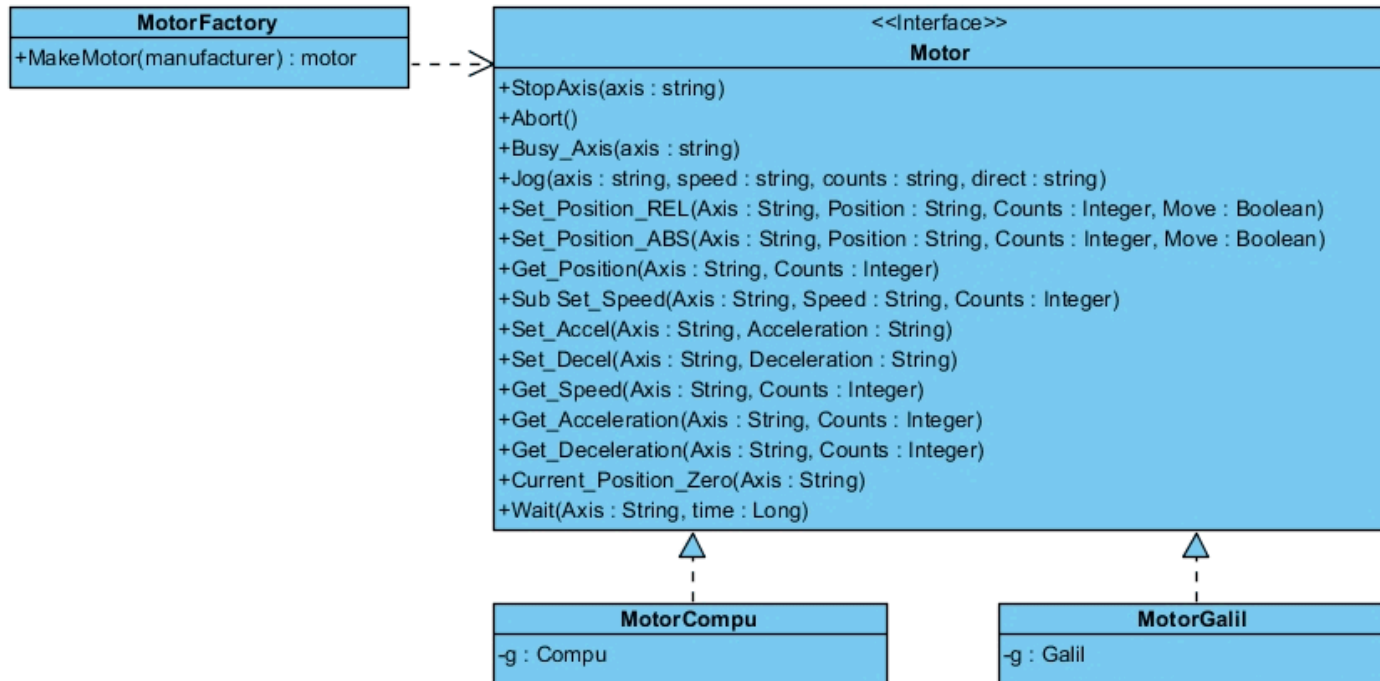 MotorFactory
+MakeMotor(manufacturer) : motor
<<Interface>>
Motor
+StopAxis(axis : string)
+Abort()
+Busy_Axis(axis : string)
+Jog(axis : string, speed : string, counts : string, direct : string)
+Set_Position_REL(Axis : String, Position : String, Counts : Integer, Move : Boolean)
+Set_Position_ABS(Axis : String, Position : String, Counts : Integer, Move : Boolean)
+Get_Position(Axis : String, Counts : Integer)
+Sub Set_Speed(Axis : String, Speed : String, Counts : Integer)
+Set_Accel(Axis : String, Acceleration : String)
+Set_Decel(Axis : String, Deceleration : String)
+Get_Speed(Axis : String, Counts : Integer)
+Get_Acceleration(Axis : String, Counts : Integer)
+Get_Deceleration(Axis : String, Counts : Integer)
+Current_Position_Zero(Axis : String)
+Wait(Axis : String, time : Long)
MotorCompu
-g : Compu
MotorGalil
-g : Galil